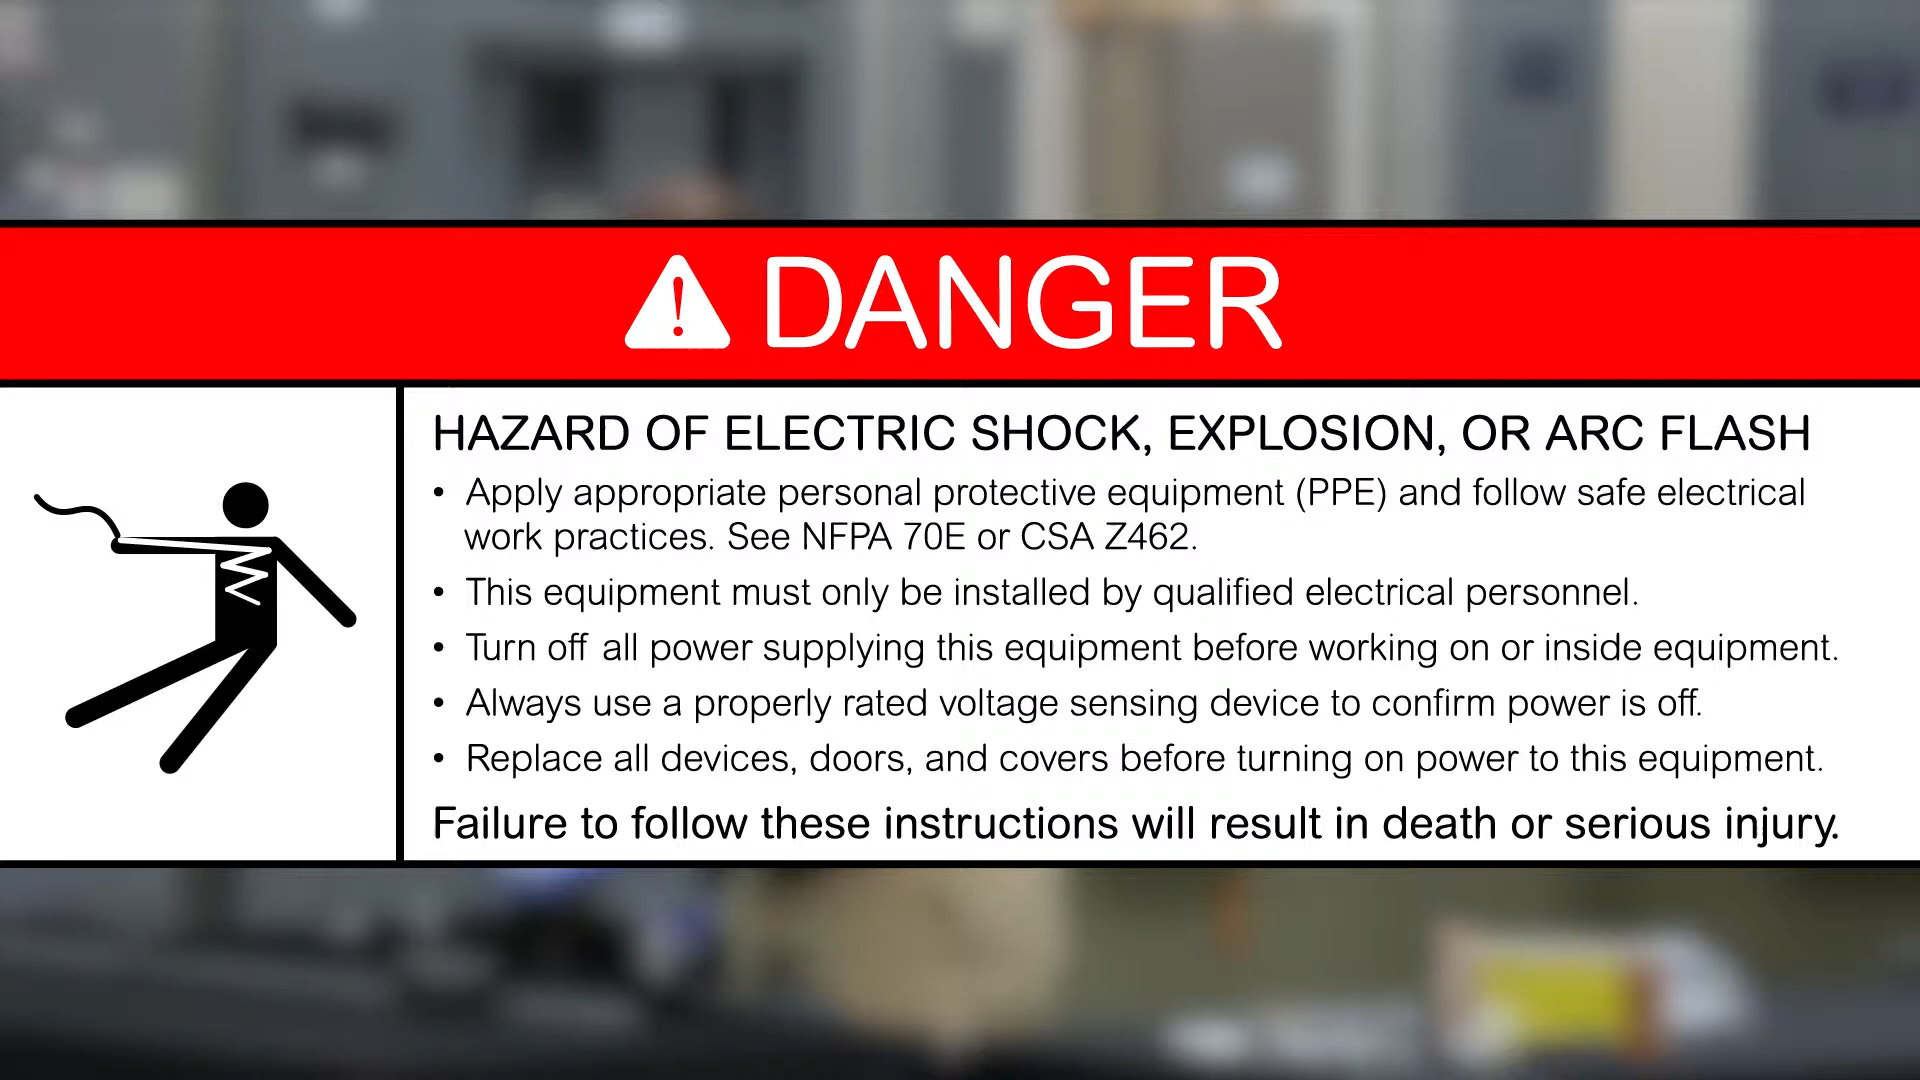 DANGER
HAZARD OF ELECTRIC SHOCK, EXPLOSION, OR ARC FLASH
• Apply appropriate personal protective equipment (PPE) and follow safe electrical
work practices. See NFPA 70E or CSA Z462.
• This equipment must only be installed by qualified electrical personnel.
• Turn off all power supplying this equipment before working on or inside equipment.
• Always use a properly rated voltage sensing device to confirm power is off.
• Replace all devices, doors, and covers before turning on power to this equipment.
Failure to follow these instructions will result in death or serious injury.